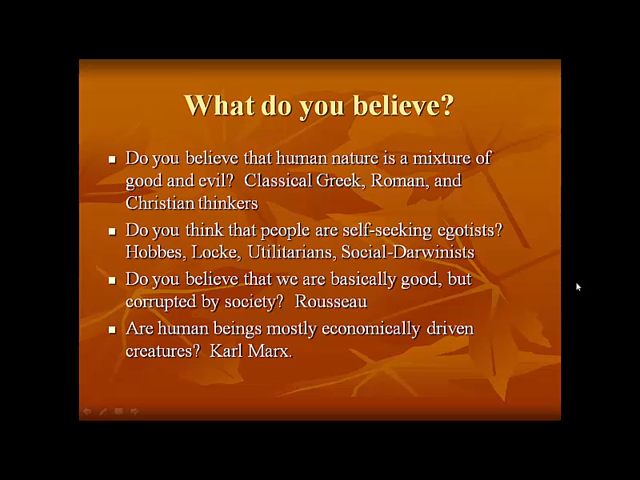 What do you believe?
Do you believe that human nature is a mixture of
good and evil?  Classical Greek, Roman, and
Christian thinkers
Do you think that people are self-seeking egotists?
Hobbes, Locke, Utilitarians, Social-Darwinists
Do you believe that we are basically good, but
corrupted by society?  Rousseau
Are human beings mostly economically driven
creatures?  Karl Marx.